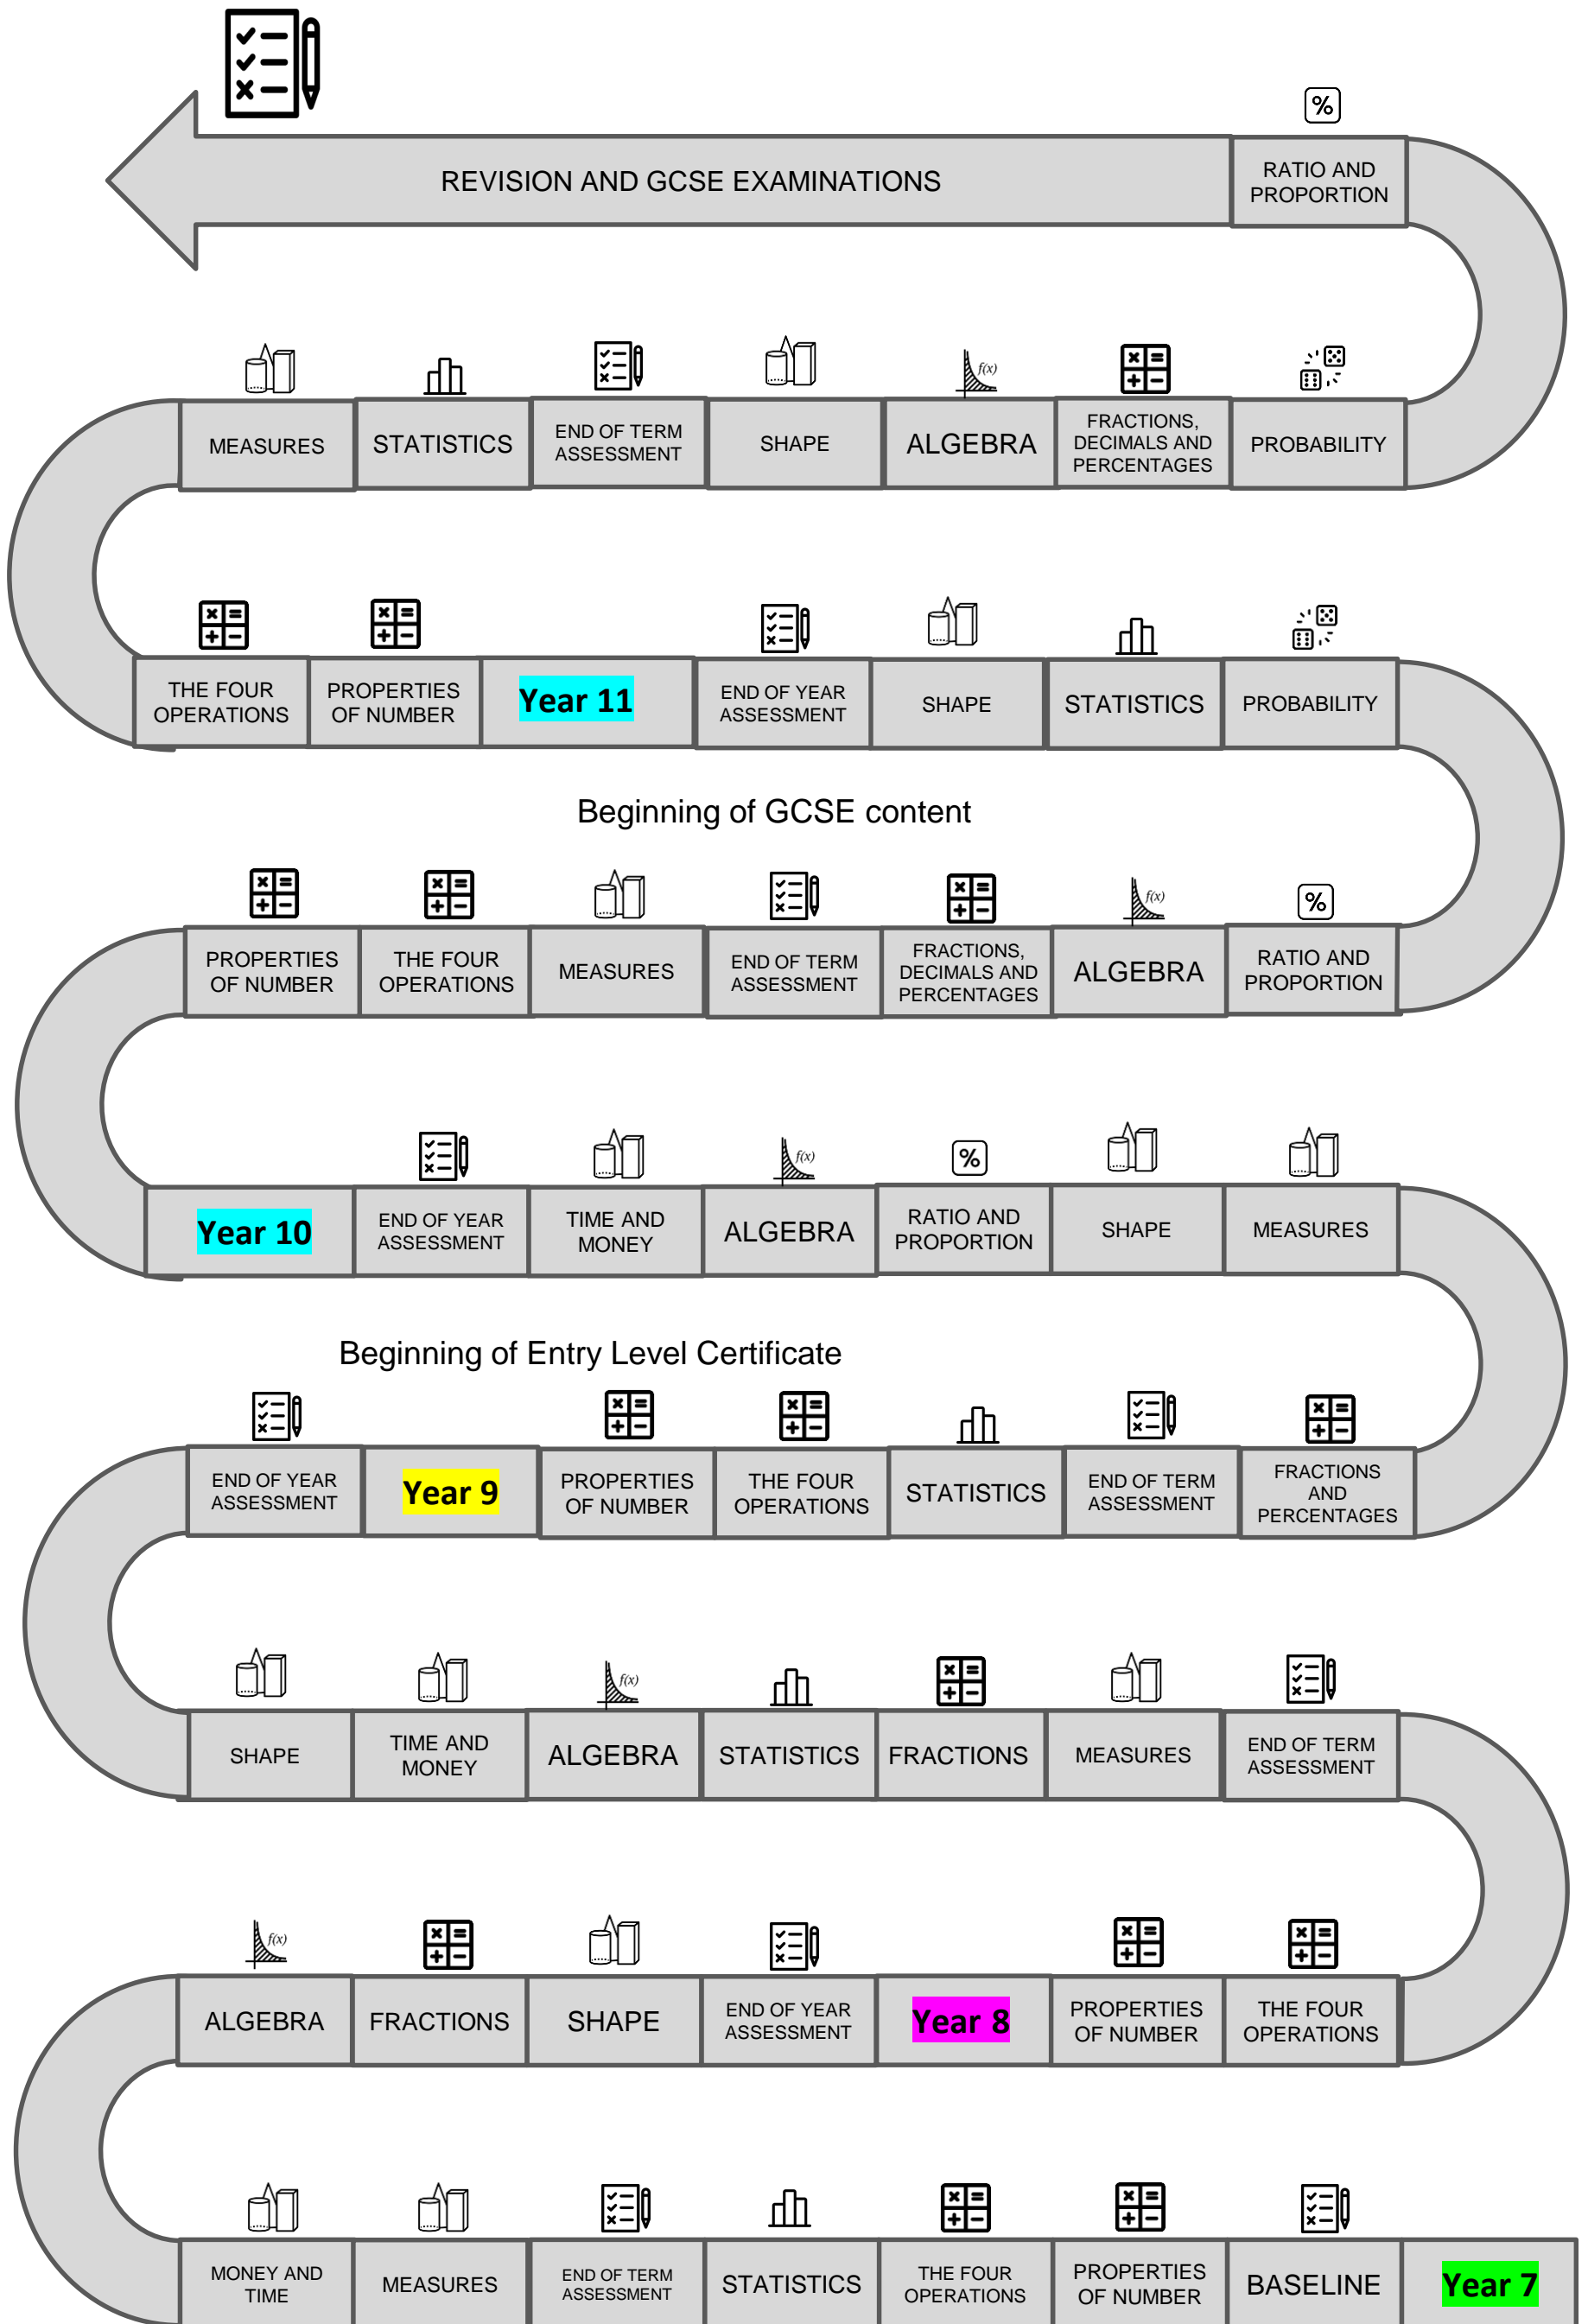 REVISION AND GCSE EXAMINATIONS
RATIO AND
PROPORTION
MEASURES
STATISTICS
END OF TERM
ASSESSMENT
SHAPE
f(x)
ALGEBRA
FRACTIONS,
DECIMALS AND
PERCENTAGES
PROBABILITY
THE FOUR
OPERATIONS
PROPERTIES
OF NUMBER
Year 11
END OF YEAR
ASSESSMENT
SHAPE
STATISTICS
PROBABILITY
Beginning of GCSE content
PROPERTIES
OF NUMBER
THE FOUR
OPERATIONS
MEASURES
END OF TERM
ASSESSMENT
FRACTIONS,
DECIMALS AND
PERCENTAGES
f(x)
ALGEBRA
RATIO AND
PROPORTION
Year 10
END OF YEAR
ASSESSMENT
TIME AND
MONEY
f(x)
ALGEBRA
RATIO AND
PROPORTION
SHAPE
MEASURES
Beginning of Entry Level Certificate
END OF YEAR
ASSESSMENT
Year 9
PROPERTIES
OF NUMBER
THE FOUR
OPERATIONS
STATISTICS
END OF TERM
ASSESSMENT
FRACTIONS
AND
PERCENTAGES
SHAPE
TIME AND
MONEY
f(x)
ALGEBRA
STATISTICS
FRACTIONS
MEASURES
END OF TERM
ASSESSMENT
f(x)
ALGEBRA
FRACTIONS
SHAPE
END OF YEAR
ASSESSMENT
Year 8
PROPERTIES
OF NUMBER
THE FOUR
OPERATIONS
MONEY AND
TIME
MEASURES
END OF TERM
ASSESSMENT
STATISTICS
THE FOUR
OPERATIONS
PROPERTIES
OF NUMBER
BASELINE
Year 7